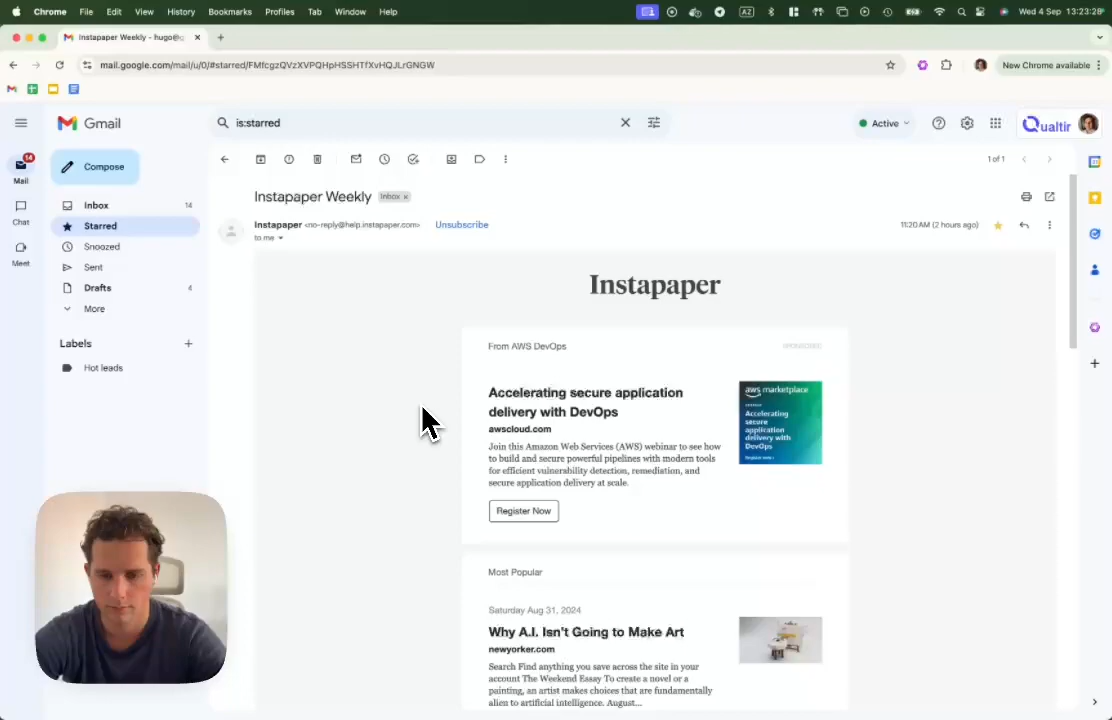 Chrome File Edit View History Bookmarks Profiles Tab Window Help
AZ
Wed 4 Sep 13:23:28
Instapaper Weekly - hugo@q
mail.google.com/mail/u/0/#starred/FMfcgzQVzXVPQHpHSSHTfXvHQJLrGNGW
New Chrome available
Gmail
is:starred
Active
Qualtir
14
Mail
Chat
Meet
Compose
Inbox 14
Starred
Snoozed
Sent
Drafts 4
More
Labels
Hot leads
1 of 1
Instapaper Weekly Inbox x
Instapaper <no-reply@help.instapaper.com> Unsubscribe
11:20 AM (2 hours ago)
to me
Instapaper
From AWS DevOps
SPONSORED
Accelerating secure application
delivery with DevOps
awscloud.com
Join this Amazon Web Services (AWS) webinar to see how
to build and secure powerful pipelines with modern tools
for efficient vulnerability detection, remediation, and
secure application delivery at scale.
Register Now
aws marketplace
Accelerating
secure
application
delivery with
DevOps
Register now
Most Popular
Saturday Aug 31, 2024
Why A.I. Isn't Going to Make Art
newyorker.com
Search Find anything you save across the site in your
account The Weekend Essay To create a novel or a
painting, an artist makes choices that are fundamentally
alien to artificial intelligence. August...